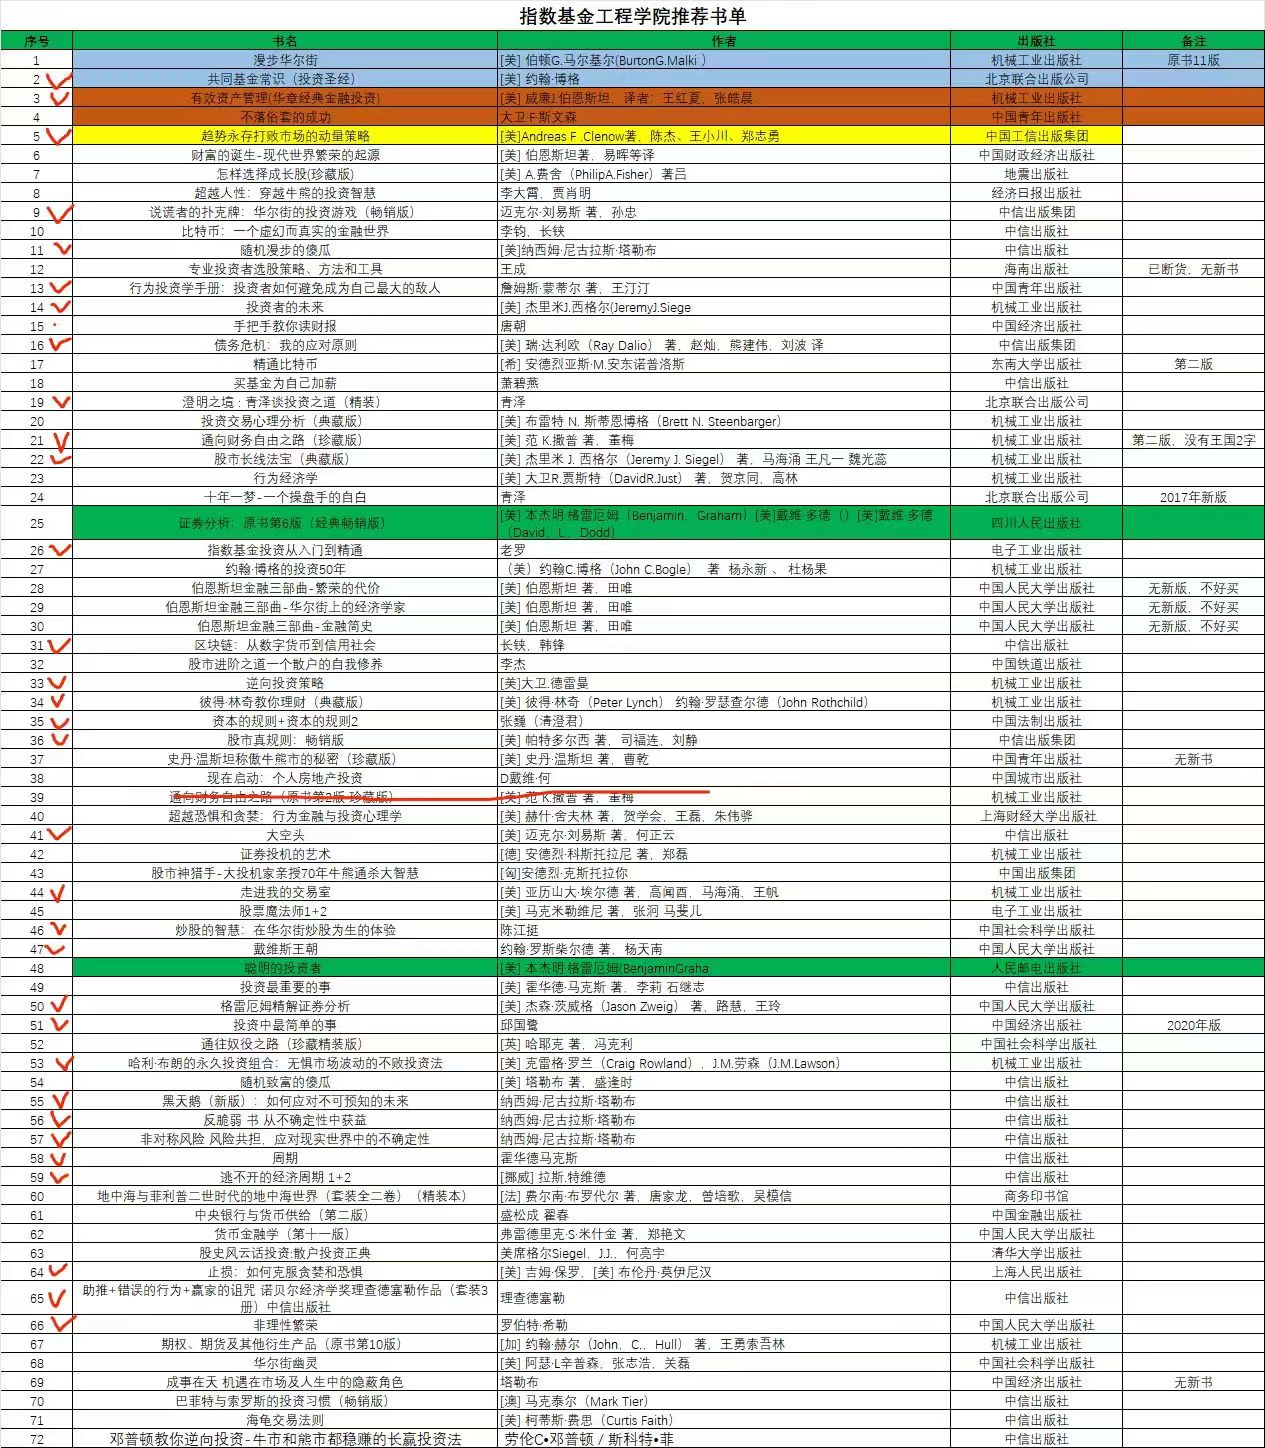 指数基金工程学院推荐书单
序号 书名 作者 出版社 备注
1 漫步华尔街 [美] 伯顿G.马尔基尔(BurtonG.Malki ） 机械工业出版社 原书11版
2 共同基金常识（投资圣经） [美] 约翰·博格 北京联合出版公司
3 有效资产管理(华章经典金融投资) [美] 威廉J.伯恩斯坦，译者：王红夏，张皓晨 机械工业出版社
4 不落俗套的成功 大卫·F·斯文森 中国青年出版社
5 趋势永存打败市场的动量策略 [美]Andreas F .Clenow著，陈杰、王小川、郑志勇 中国工信出版集团
6 财富的诞生-现代世界繁荣的起源 [美] 伯恩斯坦著，易晖等译 中国财政经济出版社
7 怎样选择成长股(珍藏版) [美] A.费舍（PhilipA.Fisher）著吕 地震出版社
8 超越人性：穿越牛熊的投资智慧 李大霄，贾肖明 经济日报出版社
9 说谎者的扑克牌：华尔街的投资游戏（畅销版） 迈克尔·刘易斯 著，孙忠 中信出版集团
10 比特币：一个虚幻而真实的金融世界 李钧，长铗 中信出版社
11 随机漫步的傻瓜 [美]纳西姆·尼古拉斯·塔勒布 中信出版社
12 专业投资者选股策略、方法和工具 王成 海南出版社 已断货，无新书
13 行为投资学手册：投资者如何避免成为自己最大的敌人 詹姆斯·蒙蒂尔 著，王汀汀 中国青年出版社
14 投资者的未来 [美] 杰里米J.西格尔(JeremyJ.Siege 机械工业出版社
15 手把手教你读财报 唐朝 中国经济出版社
16 债务危机：我的应对原则 [美] 瑞·达利欧（Ray Dalio） 著，赵灿，熊建伟，刘波 译 中信出版集团
17 精通比特币 [希] 安德烈亚斯·M.安东诺普洛斯 东南大学出版社 第二版
18 买基金为自己加薪 萧碧燕 中信出版社
19 澄明之境 : 青泽谈投资之道（精装） 青泽 北京联合出版公司
20 投资交易心理分析（典藏版） [美] 布雷特 N. 斯蒂恩博格（Brett N. Steenbarger） 机械工业出版社
21 通向财务自由之路（珍藏版） [美] 范 K.撒普 著，董梅 机械工业出版社 第二版，没有王国2字
22 股市长线法宝（典藏版） [美] 杰里米 J. 西格尔（Jeremy J. Siegel） 著，马海涌 王凡一 魏光蕊 机械工业出版社
23 行为经济学 [美] 大卫R.贾斯特（DavidR.Just） 著，贺京同，高林 机械工业出版社
24 十年一梦-一个操盘手的自白 青泽 北京联合出版公司 2017年新版
25 证券分析：原书第6版（经典畅销版） [美] 本杰明·格雷厄姆（Benjamin，Graham）[美]戴维·多德（）[美]戴维·多德（David，L.，Dodd） 四川人民出版社
26 指数基金投资从入门到精通 老罗 电子工业出版社
27 约翰·博格的投资50年 （美）约翰C.博格（John C.Bogle） 著 杨永新 、 杜杨果 机械工业出版社
28 伯恩斯坦金融三部曲-繁荣的代价 [美] 伯恩斯坦 著，田唯 中国人民大学出版社 无新版，不好买
29 伯恩斯坦金融三部曲-华尔街上的经济学家 [美] 伯恩斯坦 著，田唯 中国人民大学出版社 无新版，不好买
30 伯恩斯坦金融三部曲-金融简史 [美] 伯恩斯坦 著，田唯 中国人民大学出版社 无新版，不好买
31 区块链：从数字货币到信用社会 长铗，韩锋 中信出版社
32 股市进阶之道一个散户的自我修养 李杰 中国铁道出版社
33 逆向投资策略 [美]大卫.德雷曼 机械工业出版社
34 彼得·林奇教你理财（典藏版） [美] 彼得·林奇（Peter Lynch） 约翰·罗瑟查尔德（John Rothchild） 机械工业出版社
35 资本的规则+资本的规则2 张巍（清澄君） 中国法制出版社
36 股市真规则：畅销版 [美] 帕特多尔西 著，司福连，刘静 中信出版集团
37 史丹·温斯坦称傲牛熊市的秘密（珍藏版） [美] 史丹·温斯坦 著，曹乾 中国青年出版社 无新书
38 现在启动：个人房地产投资 D戴维·何 中国城市出版社
39 通向财务自由之路（原书第2版·珍藏版） [美] 范 K.撒普 著，董梅 机械工业出版社
40 超越恐惧和贪婪：行为金融与投资心理学 [美] 赫什·舍夫林 著，贺学会，王磊，朱伟骅 上海财经大学出版社
41 大空头 [美] 迈克尔·刘易斯 著，何正云 中信出版社
42 证券投机的艺术 [德] 安德烈·科斯托拉尼 著，郑磊 机械工业出版社
43 股市神猎手-大投机家亲授70年牛熊通杀大智慧 [匈]安德烈·克斯托拉你 中国出版集团
44 走进我的交易室 [美] 亚历山大·埃尔德 著，高闻酉，马海涌，王帆 机械工业出版社
45 股票魔法师1+2 [美] 马克米勒维尼 著，张泂 马斐儿 电子工业出版社
46 炒股的智慧：在华尔街炒股为生的体验 陈江挺 中国社会科学出版社
47 戴维斯王朝 约翰·罗斯柴尔德 著，杨天南 中国人民大学出版社
48 聪明的投资者 [美] 本杰明·格雷厄姆(BenjaminGraha 人民邮电出版社
49 投资最重要的事 [美] 霍华德·马克斯 著，李莉 石继志 中信出版社
50 格雷厄姆精解证券分析 [美] 杰森·茨威格（Jason Zweig） 著，路慧，王玲 中国人民大学出版社
51 投资中最简单的事 邱国鹭 中国经济出版社 2020年版
52 通往奴役之路（珍藏精装版） [英] 哈耶克 著，冯克利 中国社会科学出版社
53 哈利·布朗的永久投资组合：无惧市场波动的不败投资法 [美] 克雷格·罗兰（Craig Rowland），J.M.劳森（J.M.Lawson） 机械工业出版社
54 随机致富的傻瓜 [美] 塔勒布 著，盛逢时 中信出版社
55 黑天鹅（新版）：如何应对不可预知的未来 纳西姆·尼古拉斯·塔勒布 中信出版社
56 反脆弱 书 从不确定性中获益 纳西姆·尼古拉斯·塔勒布 中信出版社
57 非对称风险 风险共担，应对现实世界中的不确定性 纳西姆·尼古拉斯·塔勒布 中信出版社
58 周期 霍华德马克斯 中信出版社
59 逃不开的经济周期 1+2 [挪威] 拉斯.特维德 中信出版社
60 地中海与菲利普二世时代的地中海世界（套装全二卷）（精装本） [法] 费尔南·布罗代尔 著，唐家龙，曾培歌，吴模信 商务印书馆
61 中央银行与货币供给（第二版） 盛松成 翟春 中国金融出版社
62 货币金融学（第十一版） 弗雷德里克·S·米什金 著，郑艳文 中国人民大学出版社
63 股史风云话投资:散户投资正典 美席格尔Siegel，J.J.，何亮宇 清华大学出版社
64 止损：如何克服贪婪和恐惧 [美] 吉姆·保罗，[美] 布伦丹·莫伊尼汉 上海人民出版社
65 助推+错误的行为+赢家的诅咒 诺贝尔经济学奖理查德塞勒作品（套装3册）中信出版社 理查德塞勒 中信出版社
66 非理性繁荣 罗伯特·希勒 中国人民大学出版社
67 期权、期货及其他衍生产品（原书第10版） [加] 约翰·赫尔（John，C.，Hull） 著，王勇索吾林 机械工业出版社
68 华尔街幽灵 [美] 阿瑟·L辛普森，张志浩，关磊 中国社会科学出版社
69 成事在天 机遇在市场及人生中的隐蔽角色 塔勒布 中国经济出版社 无新书
70 巴菲特与索罗斯的投资习惯（畅销版） [澳] 马克泰尔（Mark Tier） 中信出版社
71 海龟交易法则 [美] 柯蒂斯·费思（Curtis Faith） 中信出版社
72 邓普顿教你逆向投资-牛市和熊市都稳赚的长赢投资法 劳伦C•邓普顿 / 斯科特•菲 中信出版社